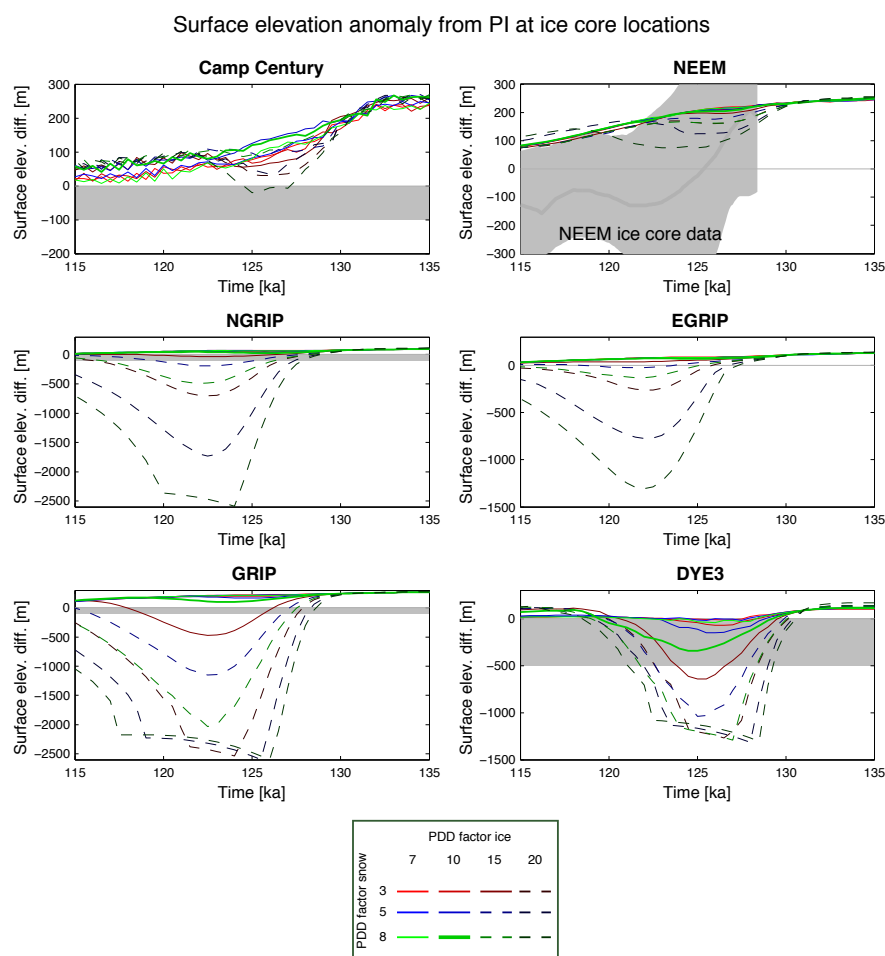 Surface elevation anomaly from PI at ice core locations
Camp Century
NEEM
Surface elev. diff. [m]
300
200
100
0
−100
−200
115 120 125 130 135
Time [ka]
Surface elev. diff. [m]
300
200
100
0
−100
−200
−300
NEEM ice core data
115 120 125 130 135
Time [ka]
NGRIP
EGRIP
Surface elev. diff. [m]
0
−500
−1000
−1500
−2000
−2500
115 120 125 130 135
Time [ka]
Surface elev. diff. [m]
0
−500
−1000
−1500
115 120 125 130 135
Time [ka]
GRIP
DYE3
Surface elev. diff. [m]
0
−500
−1000
−1500
−2000
−2500
115 120 125 130 135
Time [ka]
Surface elev. diff. [m]
0
−500
−1000
−1500
115 120 125 130 135
Time [ka]
PDD factor ice
7 10 15 20
PDD factor snow
3
5
8